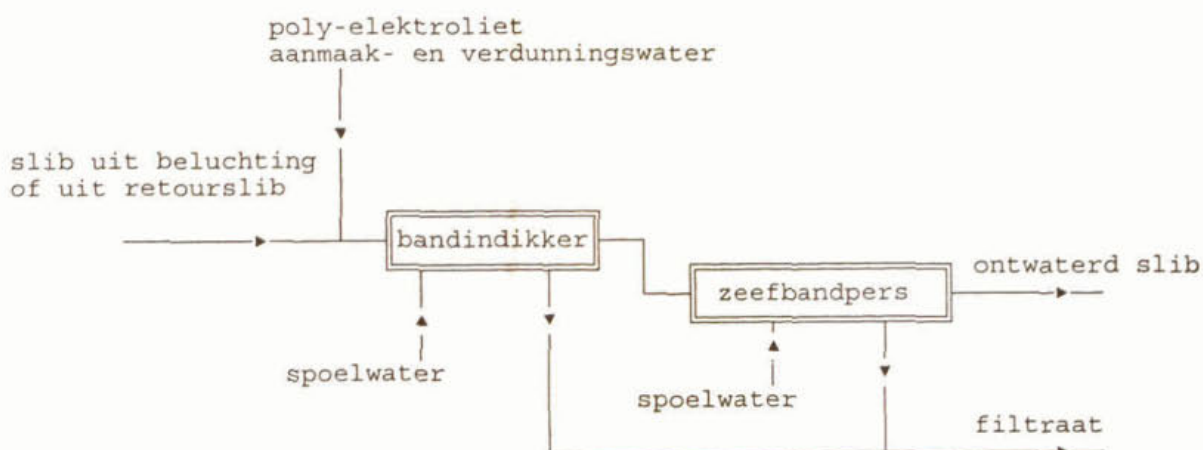 poly-elektroliet
aanmaak- en verdunningswater
slib uit beluchting
of uit retourslib
bandindikker
ontwaterd slib
zeefbandpers
spoelwater
spoelwater
filtraat